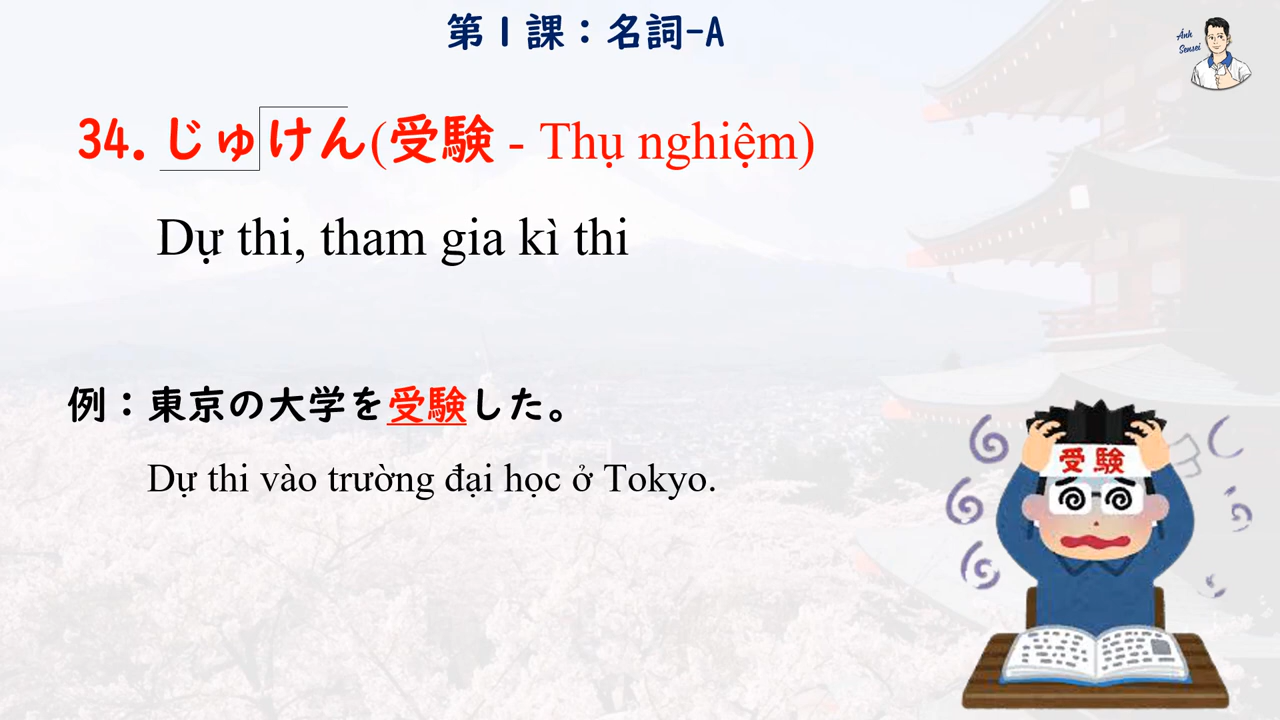 第1課：名詞-A
Anh
Sensei
34. じゅけん(受験 - Thụ nghiệm)
Dự thi, tham gia kì thi
例：東京の大学を受験した。
Dự thi vào trường đại học ở Tokyo.
受験